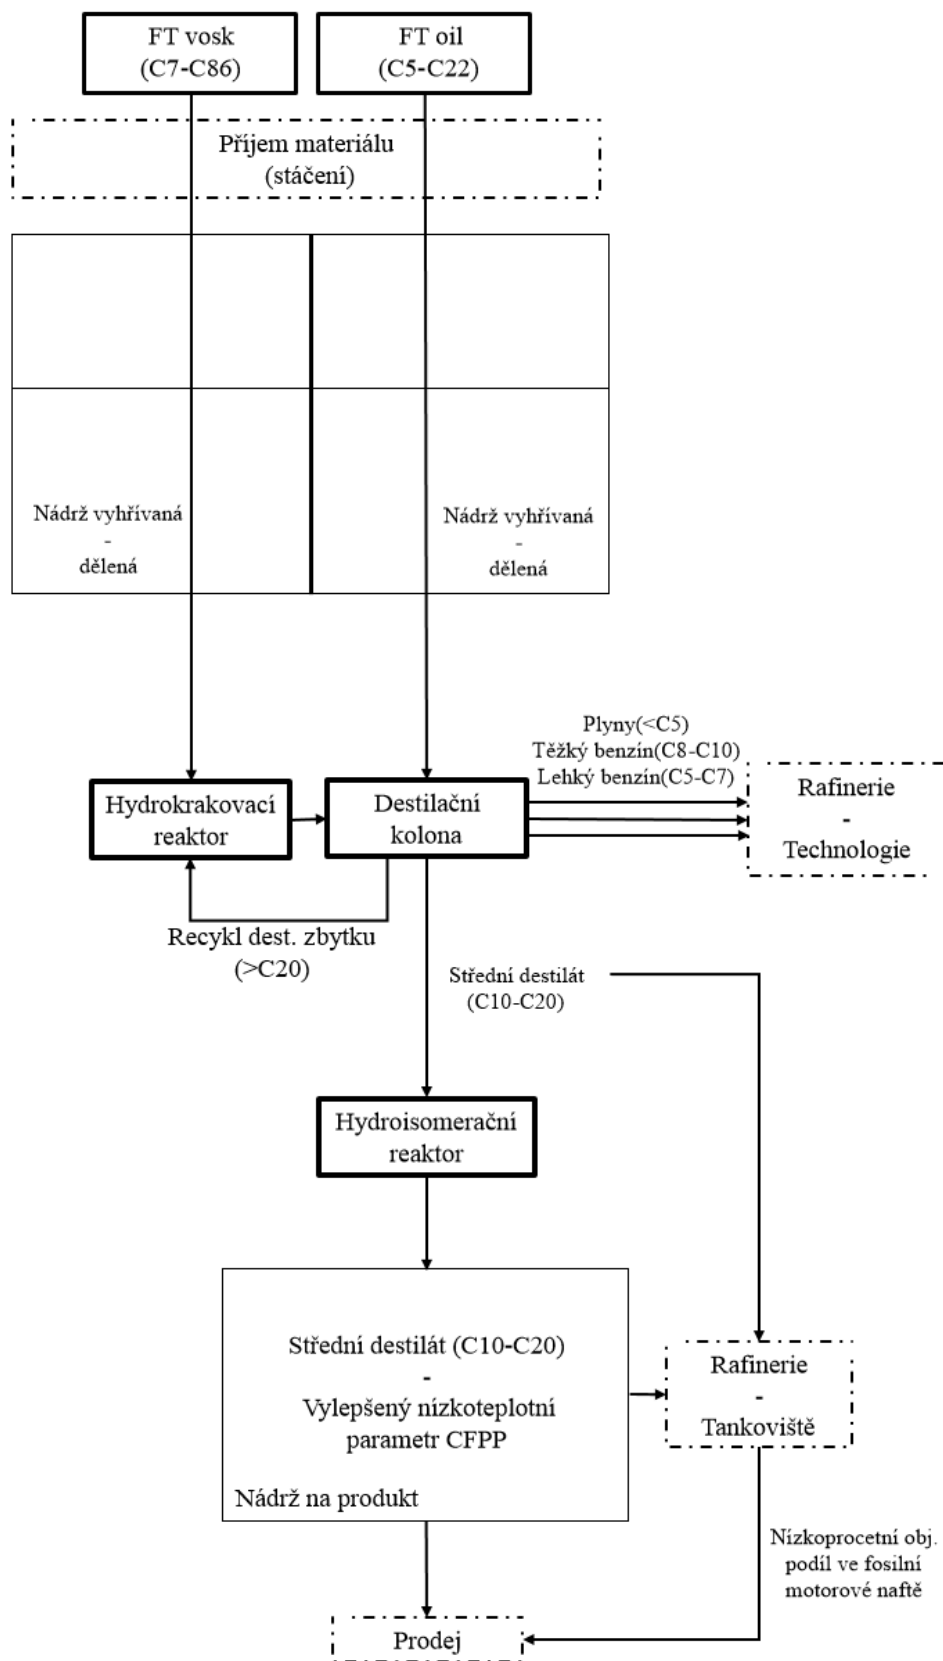 FT vosk
(C7-C86)
FT oil
(C5-C22)
Příjem materiálu
(stáčení)
Nádrž vyhřívaná
-
dělená
Nádrž vyhřívaná
-
dělená
Plyny(<C5)
Těžký benzín(C8-C10)
Lehký benzín(C5-C7)
Hydrokrakovací
reaktor
Destilační
kolona
Rafinerie
-
Technologie
Recykl dest. zbytku
(>C20)
Střední destilát
(C10-C20)
Hydroisomerační
reaktor
Střední destilát (C10-C20)
-
Vylepšený nízkoteplotní
parametr CFPP
Nádrž na produkt
Rafinerie
-
Tankoviště
Nízkoprocetní obj.
podíl ve fosilní
motorové naftě
Prodej